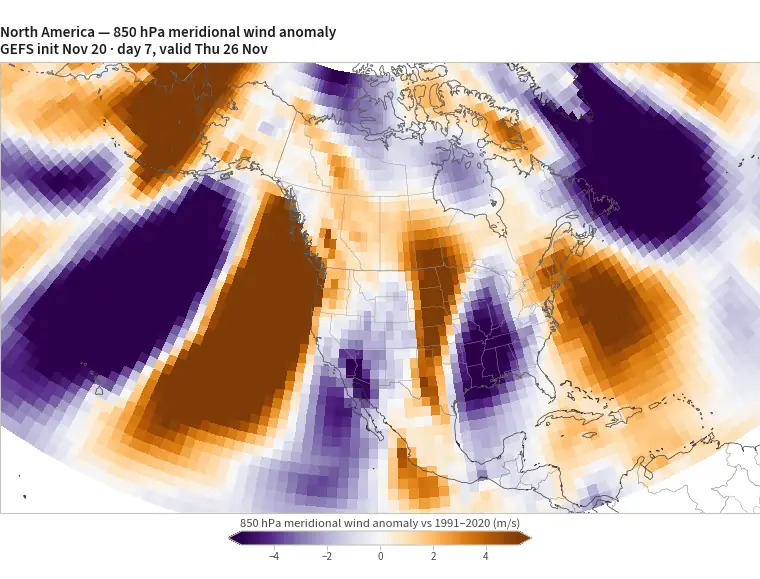 North America — 850 hPa meridional wind anomaly
GEFS init Nov 20 · day 7, valid Thu 26 Nov
850 hPa meridional wind anomaly vs 1991–2020 (m/s)
−4 −2 0 2 4